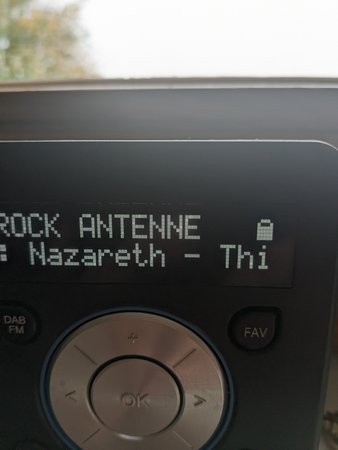 ROCK ANTENNE
: Nazareth - Thi
DAB
FM
FAV
+
< OK >